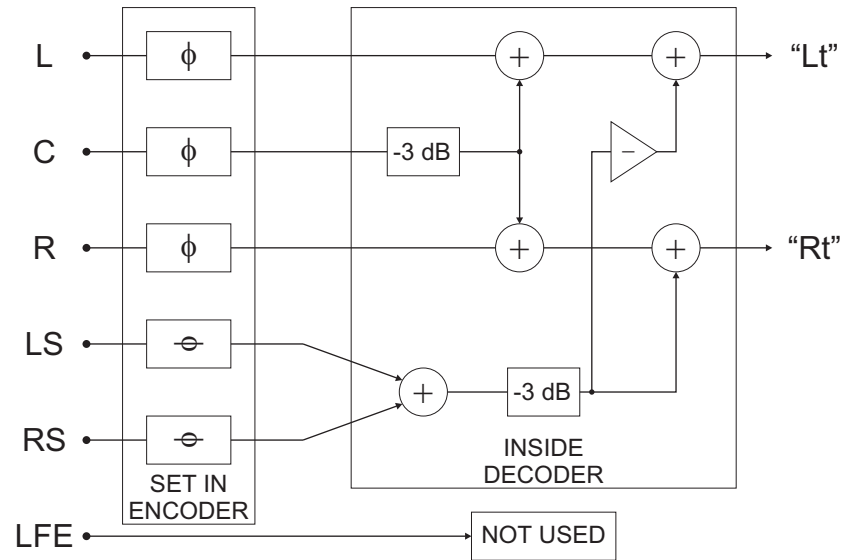 L
ϕ
“Lt”
C
ϕ
-3 dB
−
R
ϕ
“Rt”
LS
ϕ
-3 dB
RS
ϕ
SET IN
ENCODER
INSIDE
DECODER
LFE
NOT USED
+
+
+
+
+